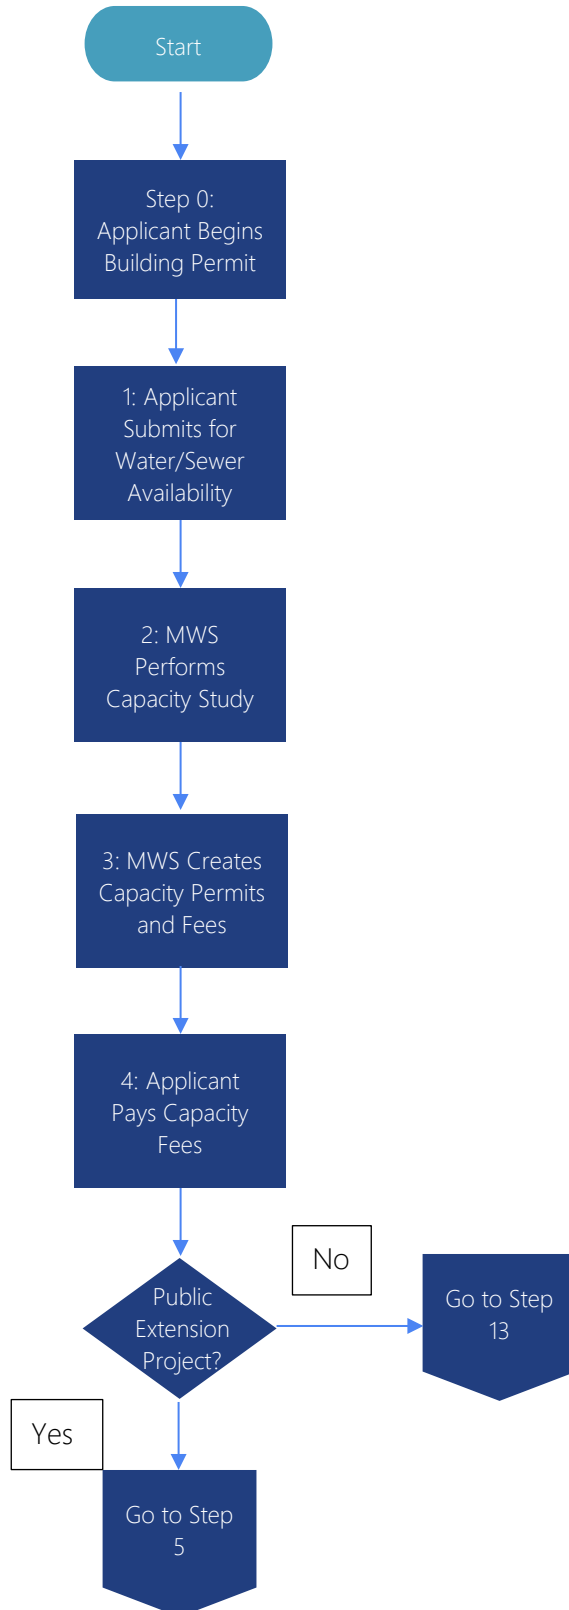 Start
Step 0:
Applicant Begins
Building Permit
1: Applicant
Submits for
Water/Sewer
Availability
2: MWS
Performs
Capacity Study
3: MWS Creates
Capacity Permits
and Fees
4: Applicant
Pays Capacity
Fees
Public
Extension
Project?
No
Go to Step
13
Yes
Go to Step
5